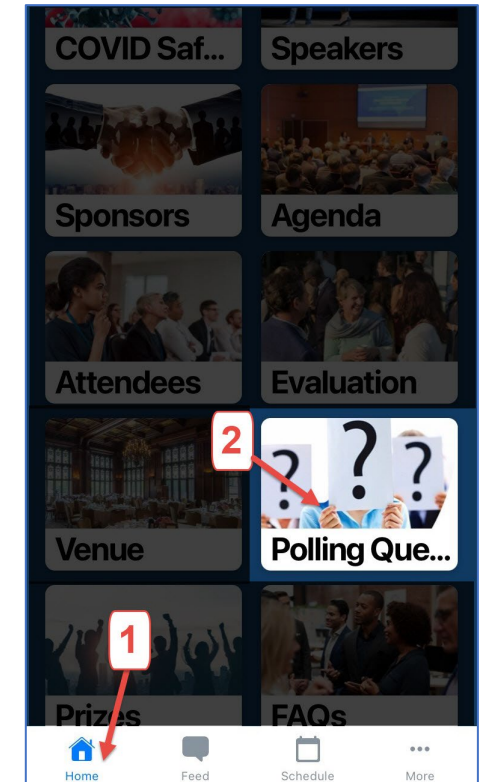 COVID Saf...
Speakers
Sponsors
Agenda
Attendees
Evaluation
2
? ? ?
Venue
Polling Que...
1
Prizes
FAQs
Home
Feed
Schedule
More